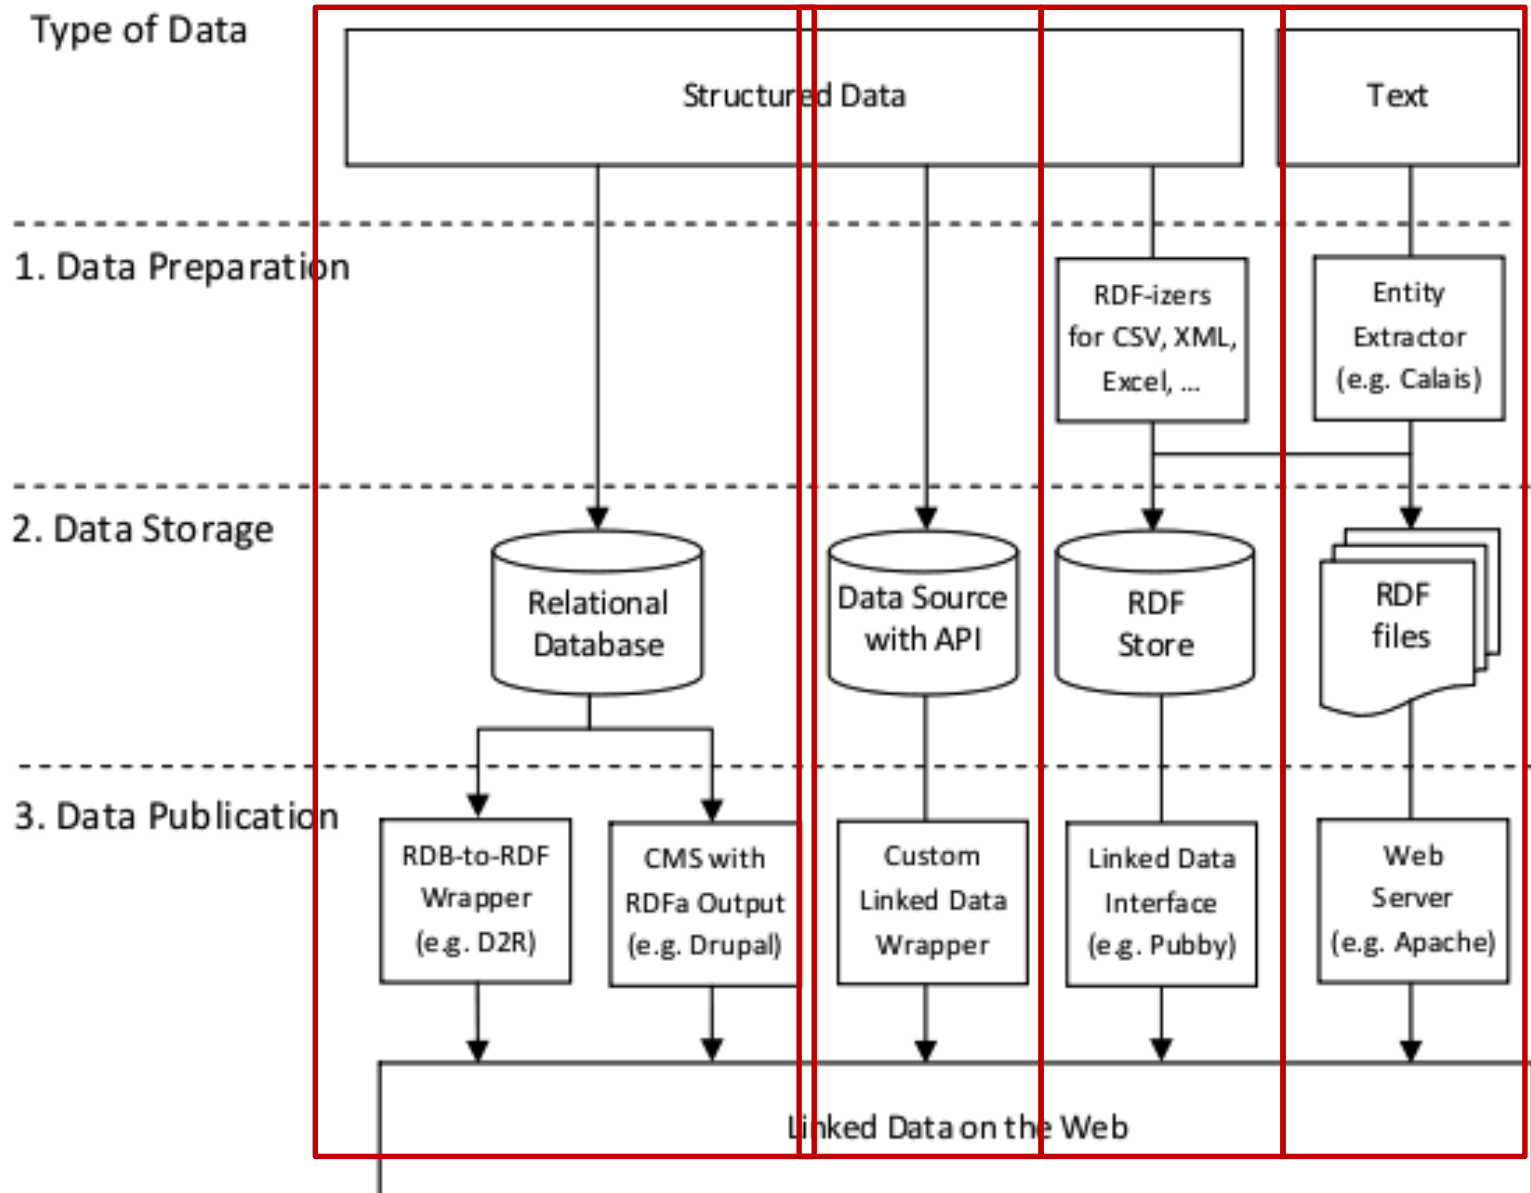 Type of Data
Structured Data
Text
1. Data Preparation
RDF-izers
for CSV, XML,
Excel, ...
Entity
Extractor
(e.g. Calais)
2. Data Storage
Relational
Database
Data Source
with API
RDF
Store
RDF
files
3. Data Publication
RDB-to-RDF
Wrapper
(e.g. D2R)
CMS with
RDFa Output
(e.g. Drupal)
Custom
Linked Data
Wrapper
Linked Data
Interface
(e.g. Pubby)
Web
Server
(e.g. Apache)
Linked Data on the Web